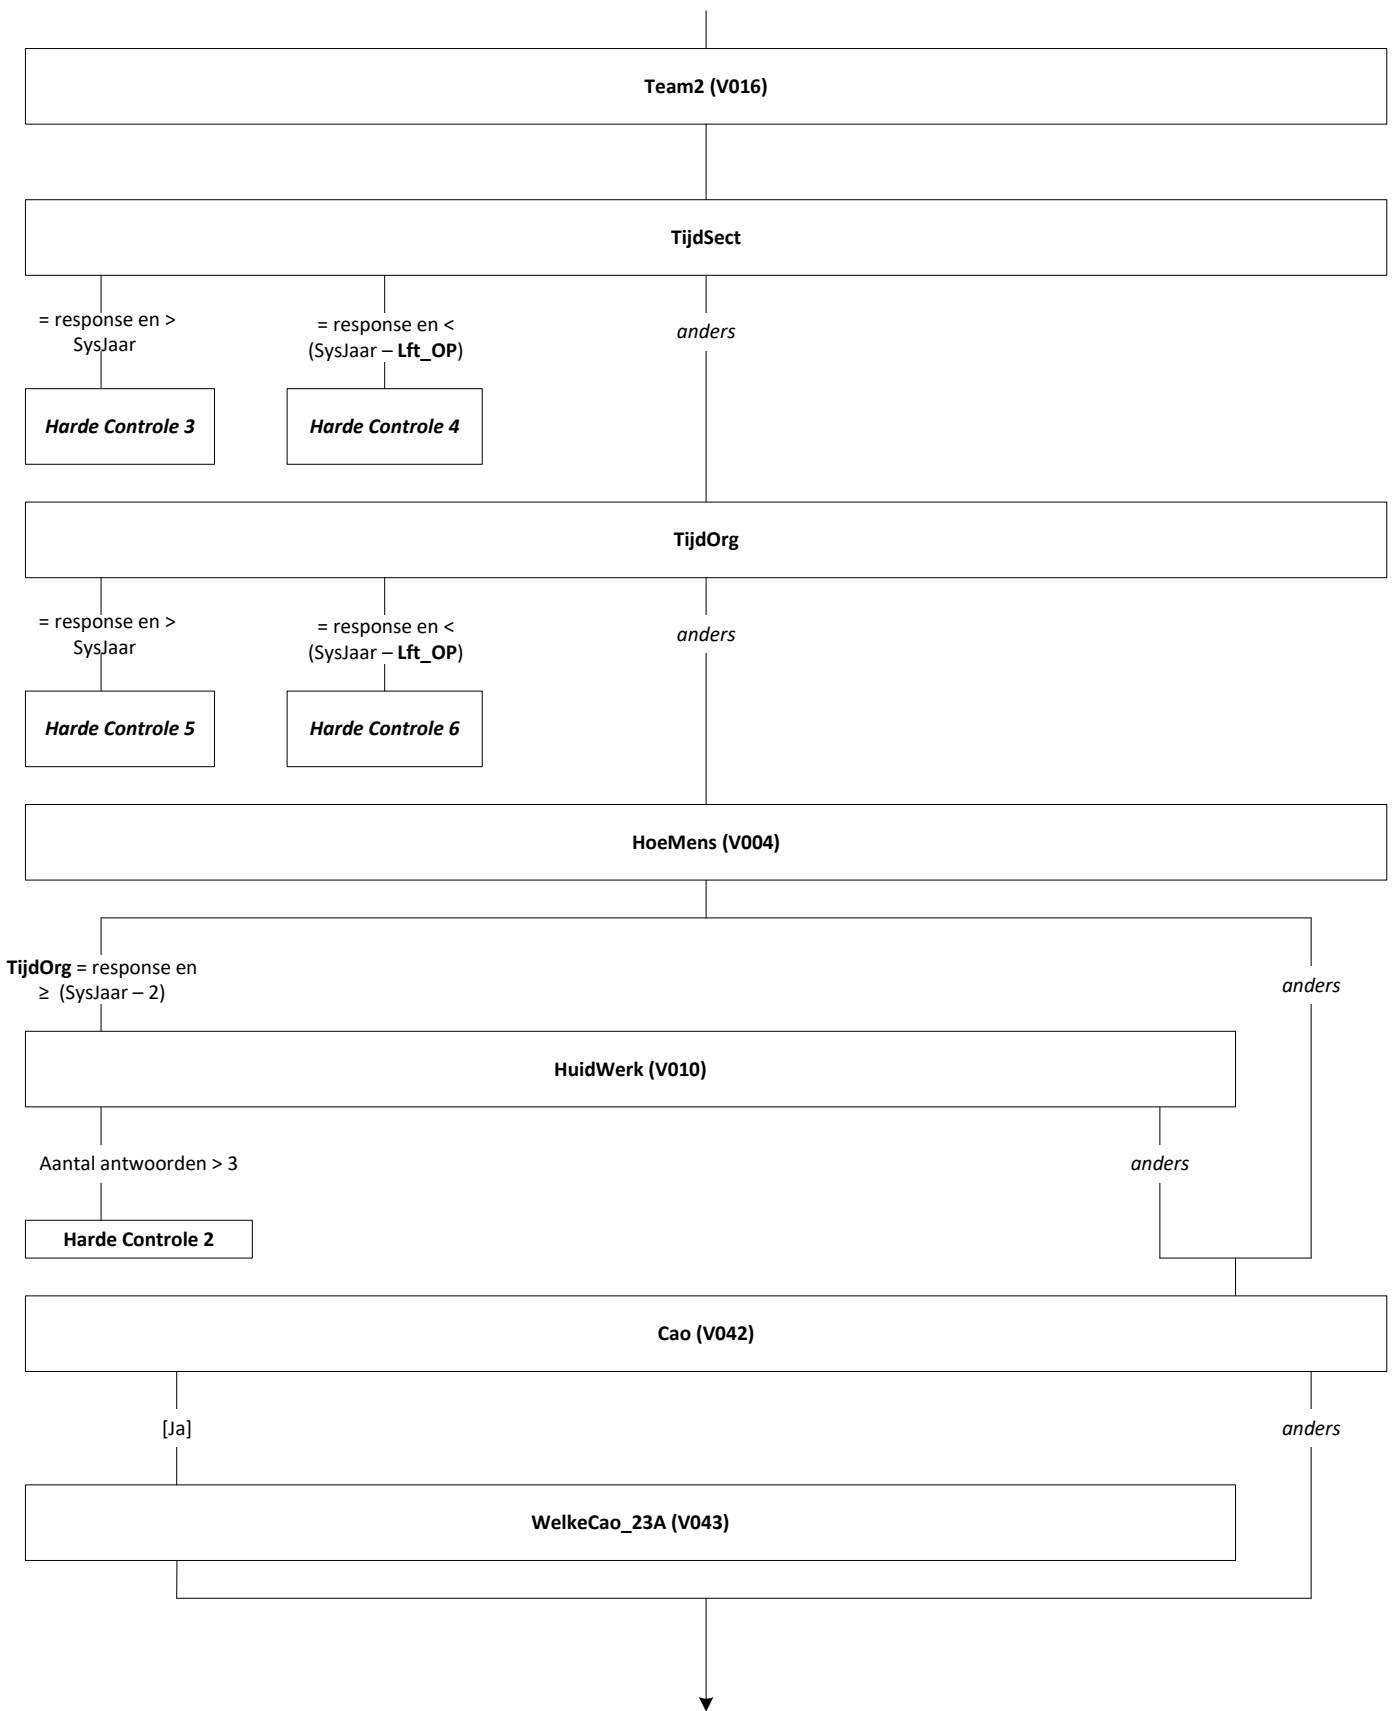 Team2 (V016)
TijdSect
= response en >
SysJaar
= response en <
(SysJaar – Lft_OP)
anders
Harde Controle 3
Harde Controle 4
TijdOrg
= response en >
SysJaar
= response en <
(SysJaar – Lft_OP)
anders
Harde Controle 5
Harde Controle 6
HoeMens (V004)
TijdOrg = response en
≥ (SysJaar – 2)
anders
HuidWerk (V010)
Aantal antwoorden > 3
anders
Harde Controle 2
Cao (V042)
[Ja]
anders
WelkeCao_23A (V043)